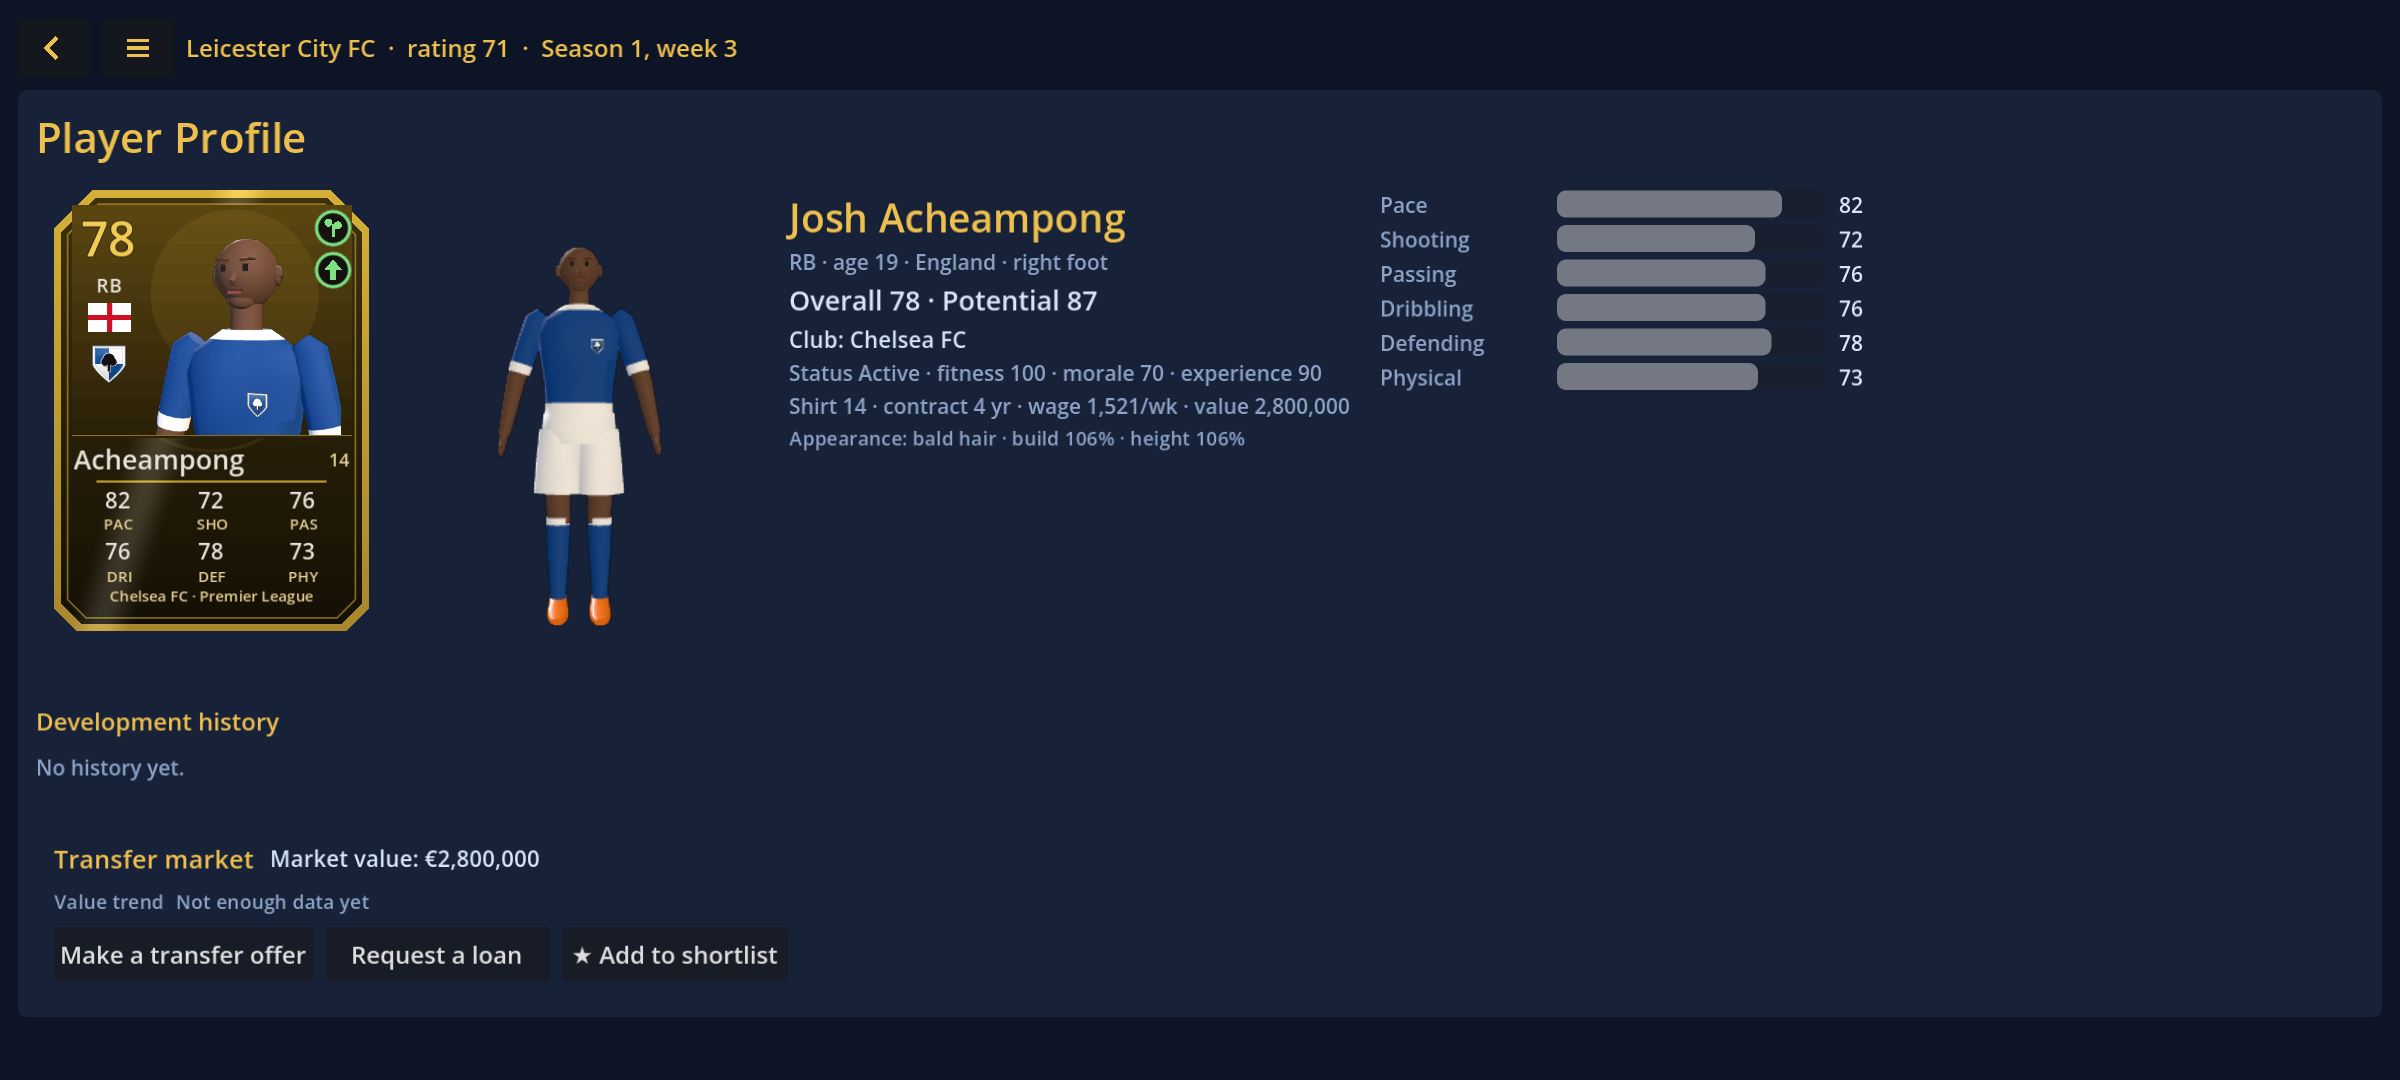 Leicester City FC · rating 71 · Season 1, week 3
Player Profile
78
RB
Acheampong 14
82 72 76
PAC SHO PAS
76 78 73
DRI DEF PHY
Chelsea FC · Premier League
Josh Acheampong
RB · age 19 · England · right foot
Overall 78 · Potential 87
Club: Chelsea FC
Status Active · fitness 100 · morale 70 · experience 90
Shirt 14 · contract 4 yr · wage 1,521/wk · value 2,800,000
Appearance: bald hair · build 106% · height 106%
Pace 82
Shooting 72
Passing 76
Dribbling 76
Defending 78
Physical 73
Development history
No history yet.
Transfer market Market value: €2,800,000
Value trend Not enough data yet
Make a transfer offer Request a loan ★ Add to shortlist